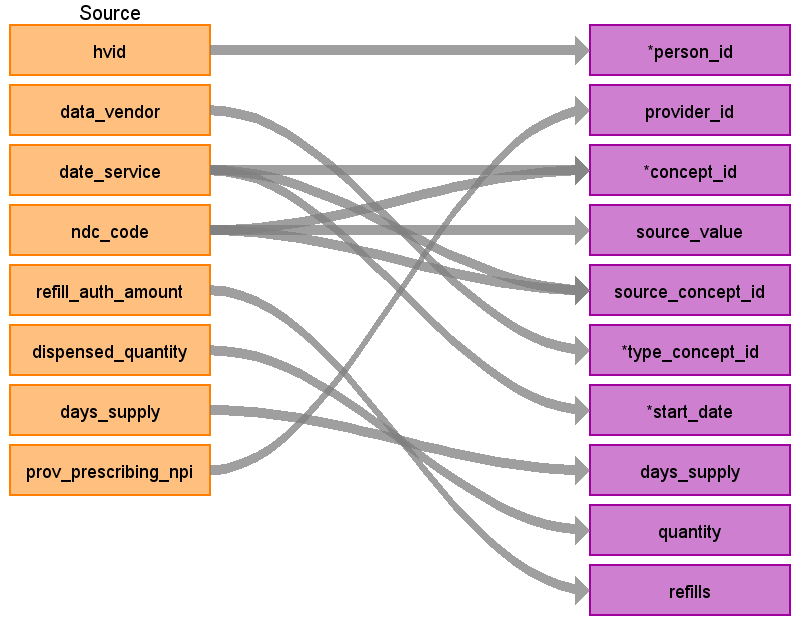 Source
hvid
*person_id
data_vendor
provider_id
date_service
*concept_id
ndc_code
source_value
refill_auth_amount
source_concept_id
dispensed_quantity
*type_concept_id
days_supply
*start_date
prov_prescribing_npi
days_supply
quantity
refills